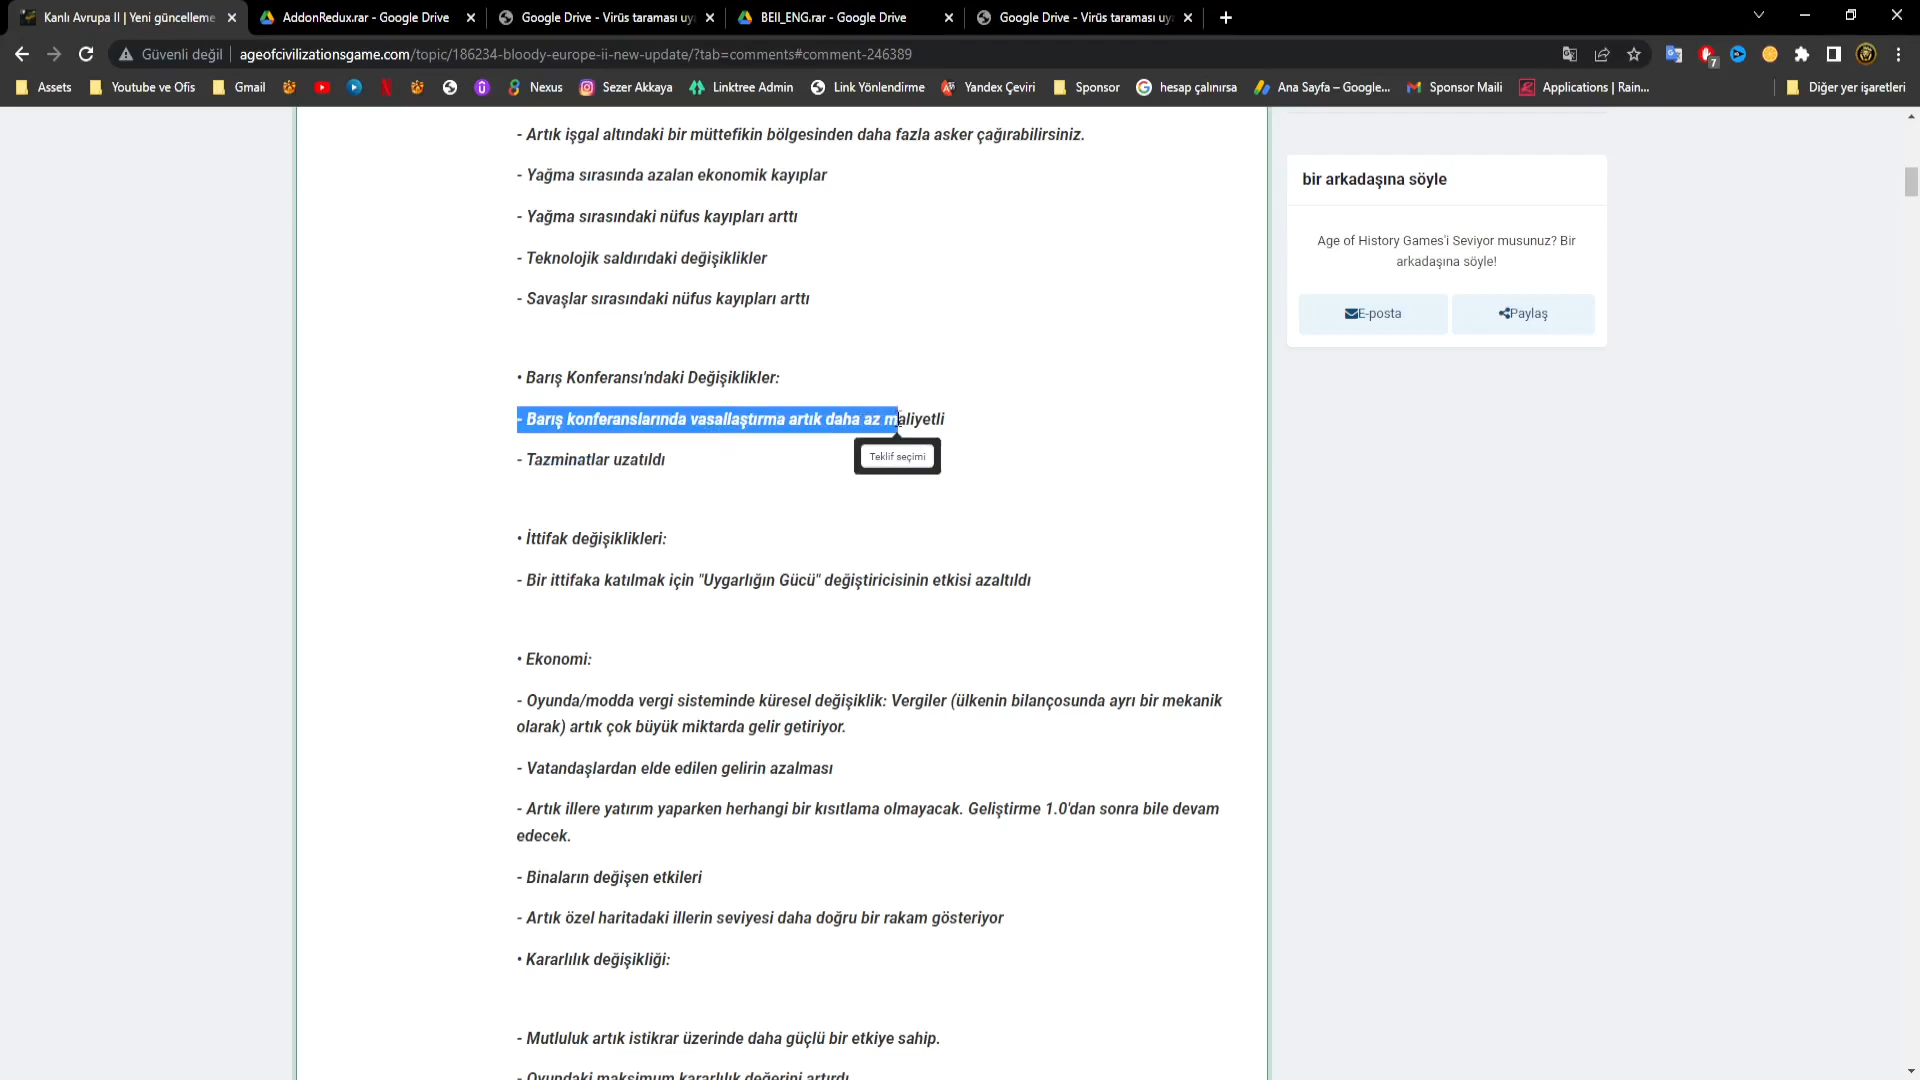 Kanlı Avrupa II | Yeni güncelleme
AddonRedux.rar - Google Drive
Google Drive - Virüs taraması uy
BEII_ENG.rar - Google Drive
Google Drive - Virüs taraması uy
Güvenli değil
ageofcivilizationsgame.com/topic/186234-bloody-europe-ii-new-update/?tab=comments#comment-246389
7
Assets
Youtube ve Ofis
Gmail
Nexus
Sezer Akkaya
Linktree Admin
Link Yönlendirme
Yandex Çeviri
Sponsor
hesap çalınırsa
Ana Sayfa – Google...
Sponsor Maili
Applications | Rain...
Diğer yer işaretleri
- Artık işgal altındaki bir müttefikin bölgesinden daha fazla asker çağırabilirsiniz.
- Yağma sırasında azalan ekonomik kayıplar
- Yağma sırasındaki nüfus kayıpları arttı
- Teknolojik saldırıdaki değişiklikler
- Savaşlar sırasındaki nüfus kayıpları arttı
• Barış Konferansı'ndaki Değişiklikler:
- Barış konferanslarında vasallaştırma artık daha az maliyetli
Teklif seçimi
- Tazminatlar uzatıldı
• İttifak değişiklikleri:
- Bir ittifaka katılmak için "Uygarlığın Gücü" değiştiricisinin etkisi azaltıldı
• Ekonomi:
- Oyunda/modda vergi sisteminde küresel değişiklik: Vergiler (ülkenin bilançosunda ayrı bir mekanik
olarak) artık çok büyük miktarda gelir getiriyor.
- Vatandaşlardan elde edilen gelirin azalması
- Artık illere yatırım yaparken herhangi bir kısıtlama olmayacak. Geliştirme 1.0'dan sonra bile devam
edecek.
- Binaların değişen etkileri
- Artık özel haritadaki illerin seviyesi daha doğru bir rakam gösteriyor
• Kararlılık değişikliği:
- Mutluluk artık istikrar üzerinde daha güçlü bir etkiye sahip.
- Oyundaki maksimum kararlılık değerini artırdı
bir arkadaşına söyle
Age of History Games'i Seviyor musunuz? Bir
arkadaşına söyle!
E-posta
Paylaş